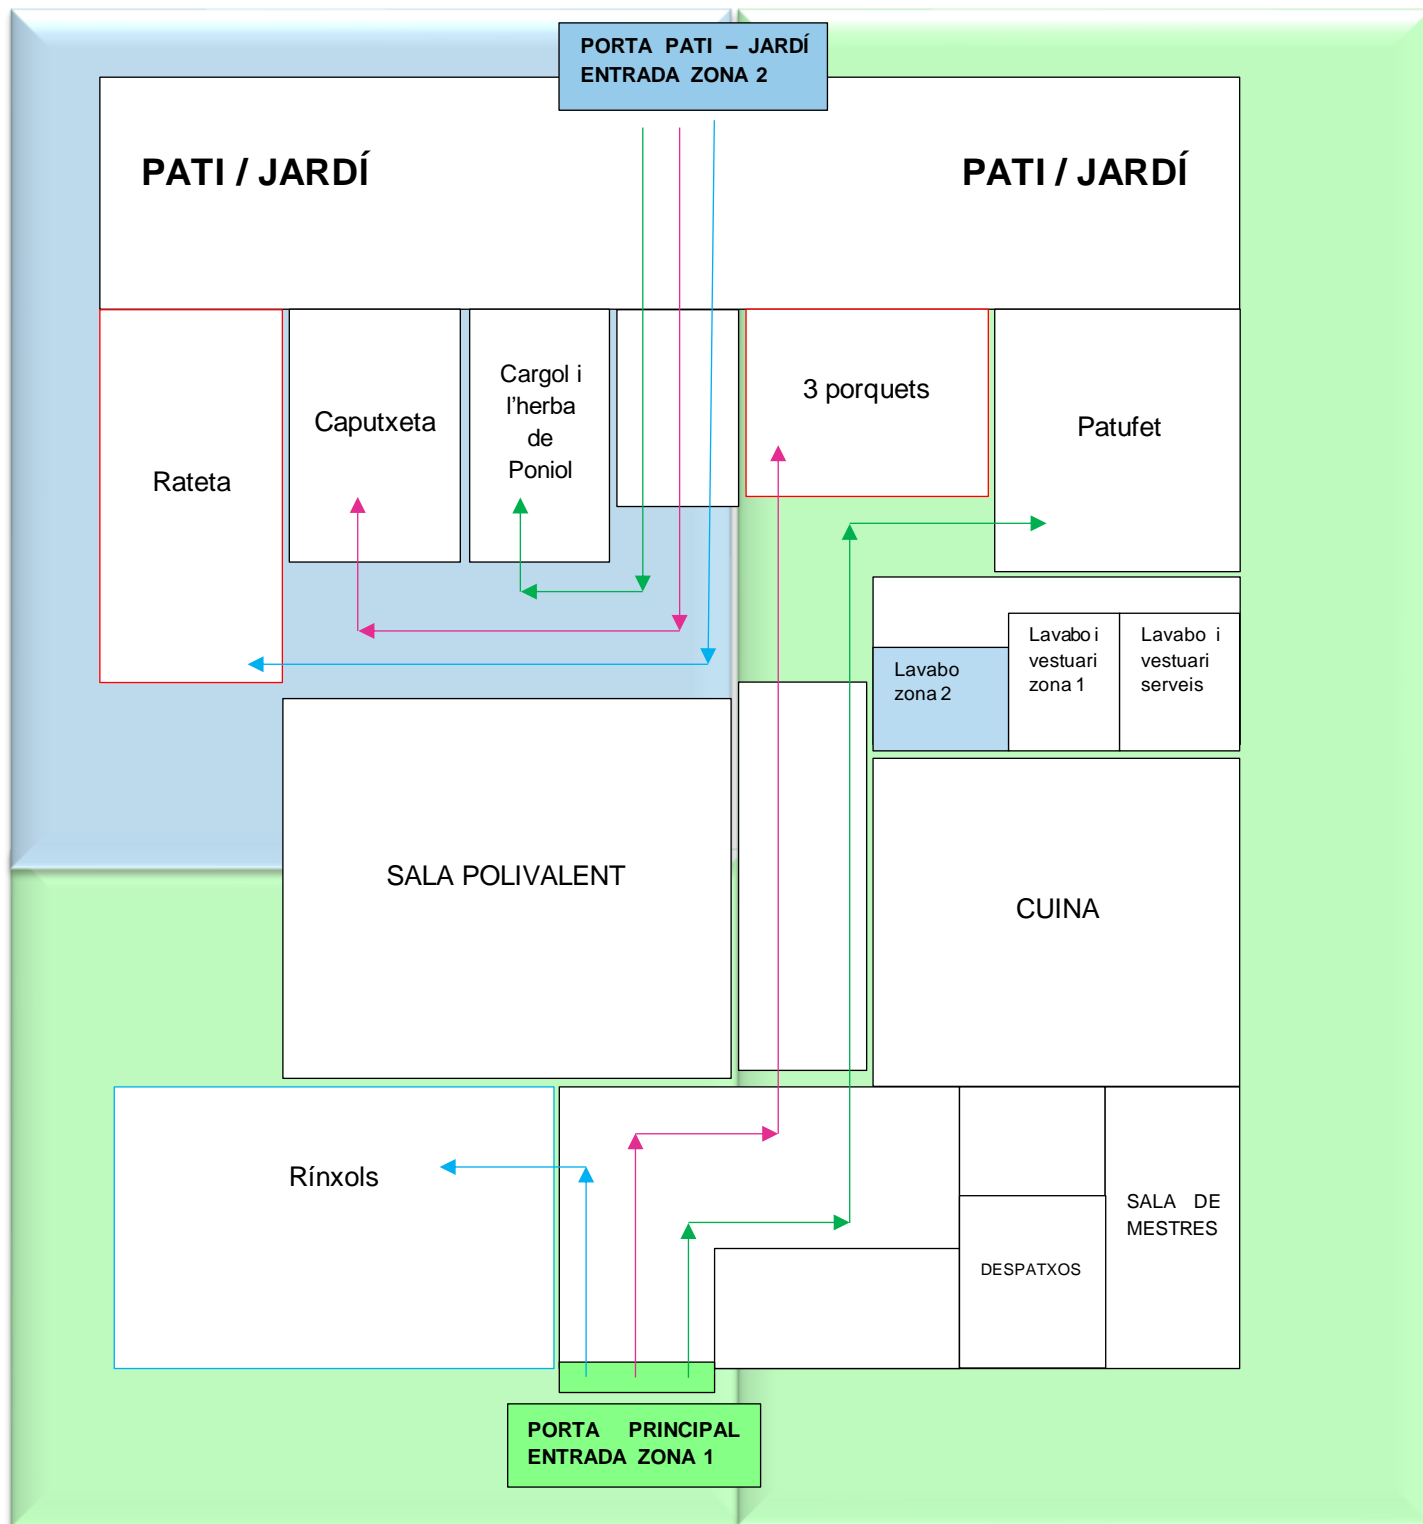 PORTA PATI – JARDÍ
ENTRADA ZONA 2
PATI / JARDÍ
PATI / JARDÍ
Rateta
Caputxeta
Cargol i
l’herba
de
Poniol
3 porquets
Patufet
Lavabo
zona 2
Lavabo i
vestuari
zona 1
Lavabo i
vestuari
serveis
SALA POLIVALENT
CUINA
Rínxols
DESPATXOS
SALA DE
MESTRES
PORTA PRINCIPAL
ENTRADA ZONA 1